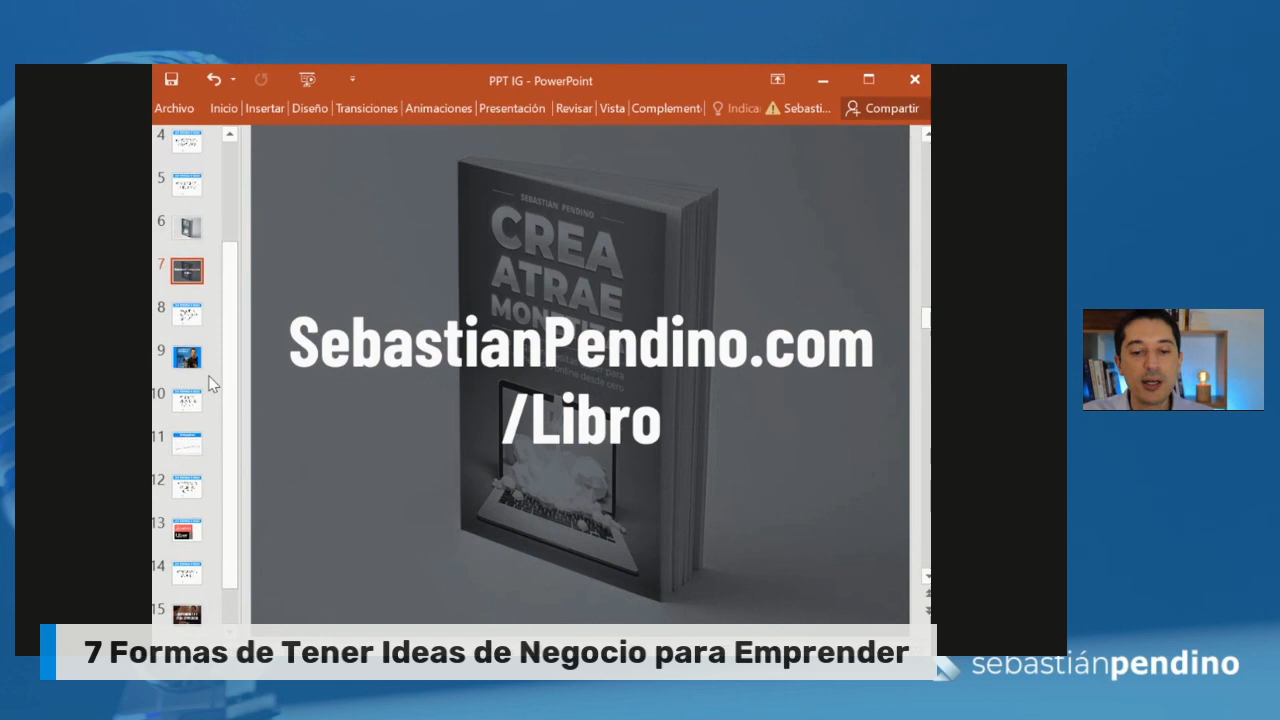 PPT IG - PowerPoint
Archivo Inicio Insertar Diseño Transiciones Animaciones Presentación Revisar Vista Complement Indica Sebasti... Compartir
4
5
6
7
8
9
10
11
12
13
14
15
SEBASTIAN PENDINO
CREA
ATRAE
SebastianPendino.com
/Libro
7 Formas de Tener Ideas de Negocio para Emprender
sebastiánpendino